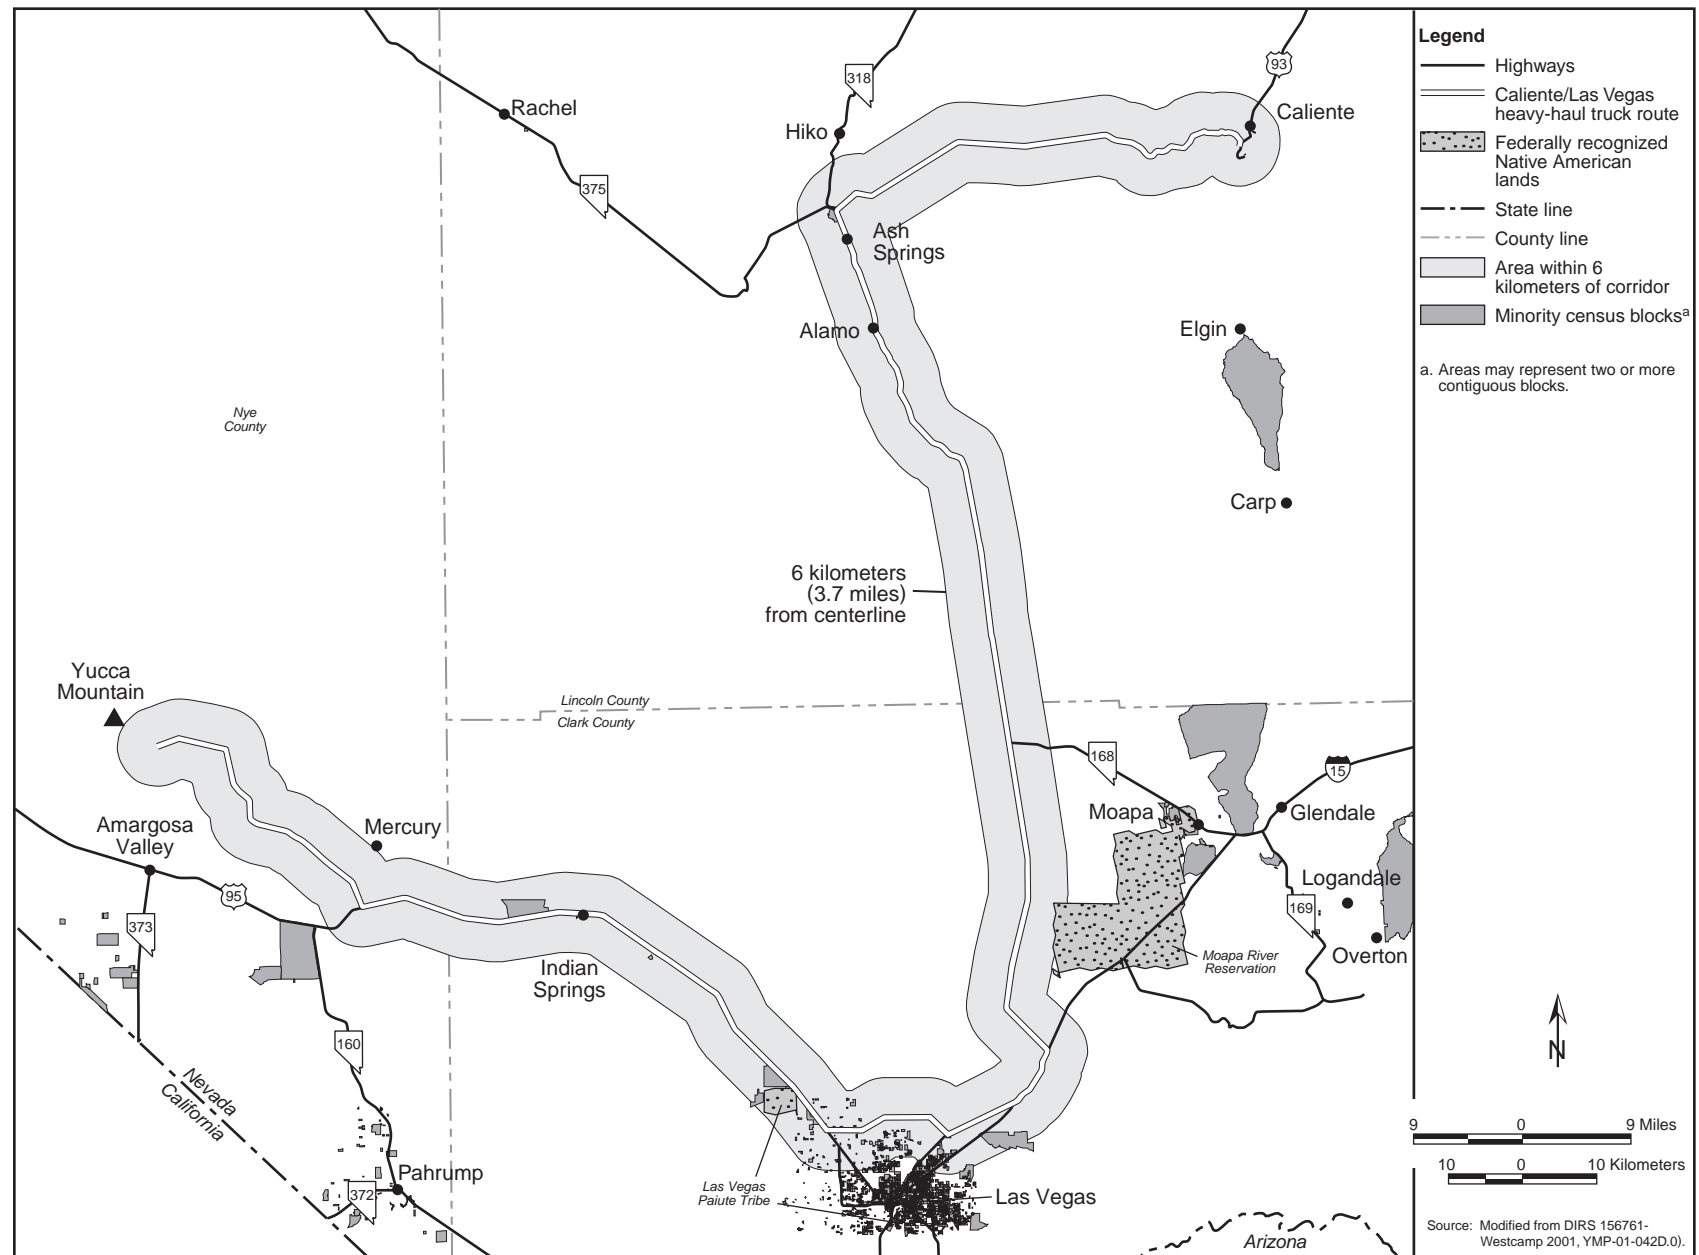 93
318
Caliente
Rachel
Hiko
375
Ash
Springs
Alamo
Elgin
Nye
County
Carp
6 kilometers
(3.7 miles)
from centerline
Yucca
Mountain
Lincoln County
Clark County
168
15
Moapa
Glendale
Amargosa
Valley
Mercury
95
Logandale
373
169
Moapa River
Reservation
Overton
Indian
Springs
160
Nevada
California
Pahrump
372
Las Vegas
Paiute Tribe
Las Vegas
Arizona
Legend
Highways
Caliente/Las Vegas
heavy-haul truck route
Federally recognized
Native American
lands
State line
County line
Area within 6
kilometers of corridor
Minority census blocksa
a. Areas may represent two or more
contiguous blocks.
N
9 0 9 Miles
10 0 10 Kilometers
Source: Modified from DIRS 156761-
Westcamp 2001, YMP-01-042D.0).